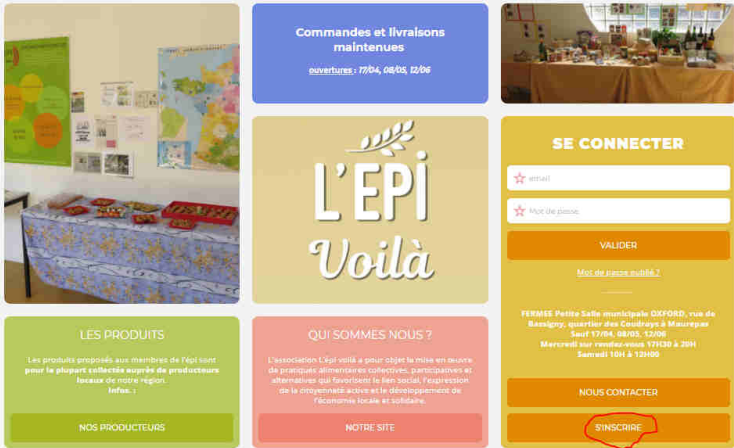 Commandes et livraisons
maintenues
ouvertures : 17/04, 08/05, 12/06
L'EPI
Voilà
SE CONNECTER
email
Mot de passe
VALIDER
Mot de passe oublié ?
FERMEE Petite Salle municipale OXFORD, rue de
Bassigny, quartier des Coudrays à Maurepas
Sauf 17/04, 08/05, 12/06
Mercredi sur rendez-vous 17H30 à 20H
Samedi 10H à 12H00
NOUS CONTACTER
S'INSCRIRE
LES PRODUITS
Les produits proposés aux membres de l'épi sont
pour la plupart collectés auprès de producteurs
locaux de notre région.
Infos. :
NOS PRODUCTEURS
QUI SOMMES NOUS ?
L'association L'épi voilà a pour objet la mise en œuvre
de pratiques alimentaires collectives, participatives et
alternatives qui favorisent le lien social, l'expression
de la citoyenneté active et le développement de
l'économie locale et solidaire.
NOTRE SITE